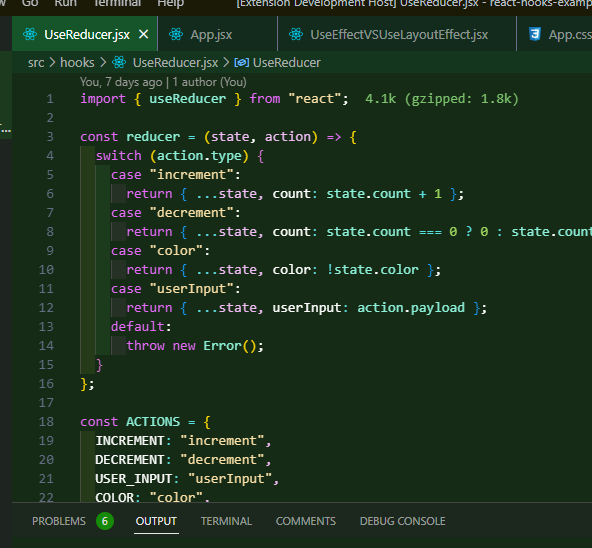 Go Run Terminal Help [Extension Development Host] UseReducer.jsx - react-hooks-examp
UseReducer.jsx App.jsx UseEffectVSUseLayoutEffect.jsx App.css
src > hooks > UseReducer.jsx > UseReducer
You, 7 days ago | 1 author (You)
1 import { useReducer } from "react"; 4.1k (gzipped: 1.8k)
2
3 const reducer = (state, action) => {
4 switch (action.type) {
5 case "increment":
6 return { ...state, count: state.count + 1 };
7 case "decrement":
8 return { ...state, count: state.count === 0 ? 0 : state.count
9 case "color":
10 return { ...state, color: !state.color };
11 case "userInput":
12 return { ...state, userInput: action.payload };
13 default:
14 throw new Error();
15 }
16 };
17
18 const ACTIONS = {
19 INCREMENT: "increment",
20 DECREMENT: "decrement",
21 USER_INPUT: "userInput",
22 COLOR: "color",
PROBLEMS 6 OUTPUT TERMINAL COMMENTS DEBUG CONSOLE